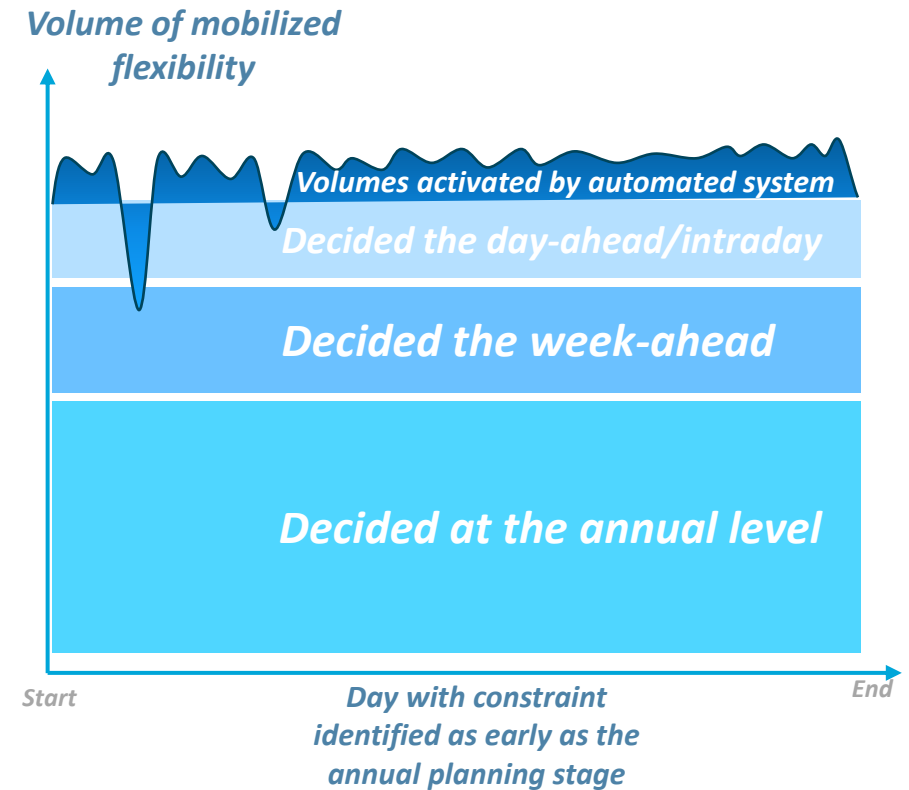 Volume of mobilized
flexibility
Volumes activated by automated system
Decided the day-ahead/intraday
Decided the week-ahead
Decided at the annual level
Start
End
Day with constraint
identified as early as the
annual planning stage